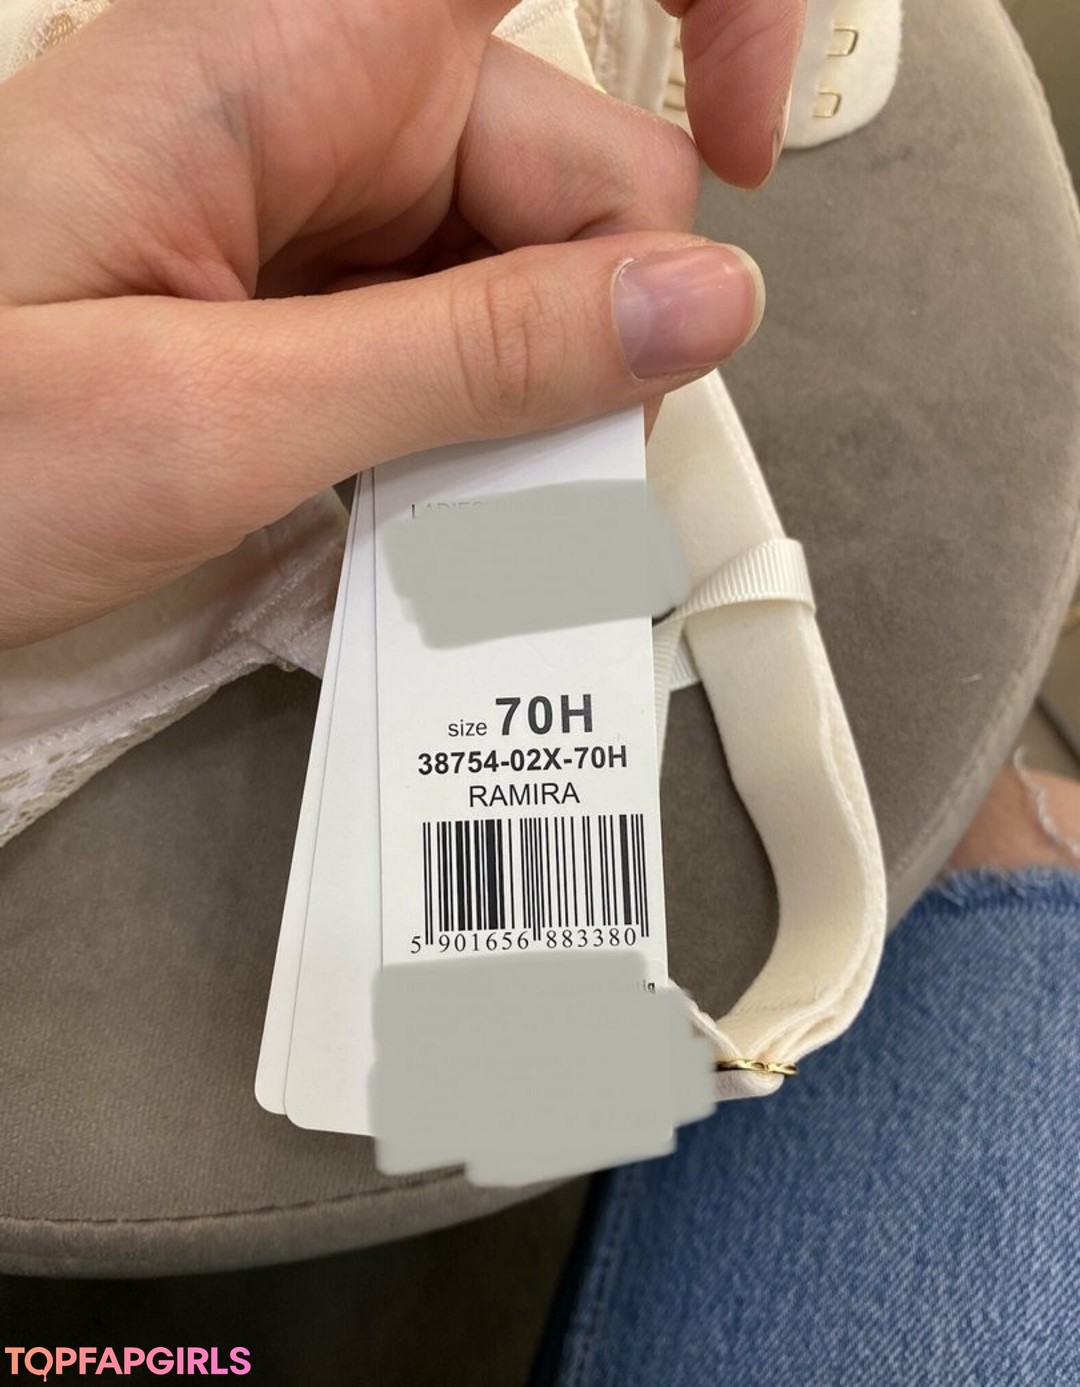 size 70H
38754-02X-70H
RAMIRA
5 901656 883380
TOPFAPGIRLS